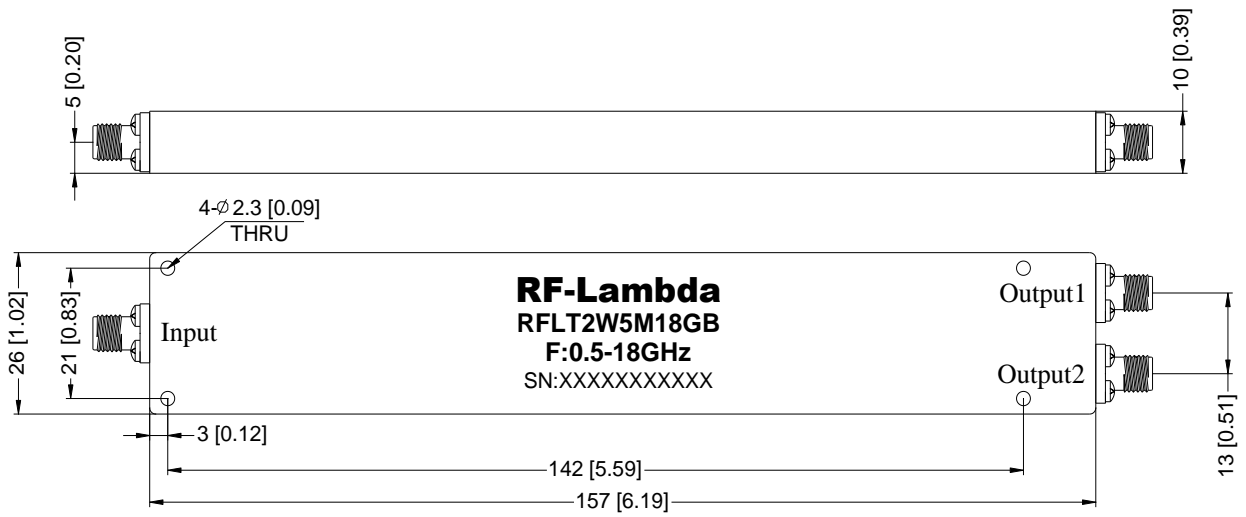 5 [0.20]
10 [0.39]
4-⌀ 2.3 [0.09]
THRU
26 [1.02]
21 [0.83]
Input
RF-Lambda
RFLT2W5M18GB
F:0.5-18GHz
SN:XXXXXXXXXXX
Output1
Output2
13 [0.51]
3 [0.12]
142 [5.59]
157 [6.19]